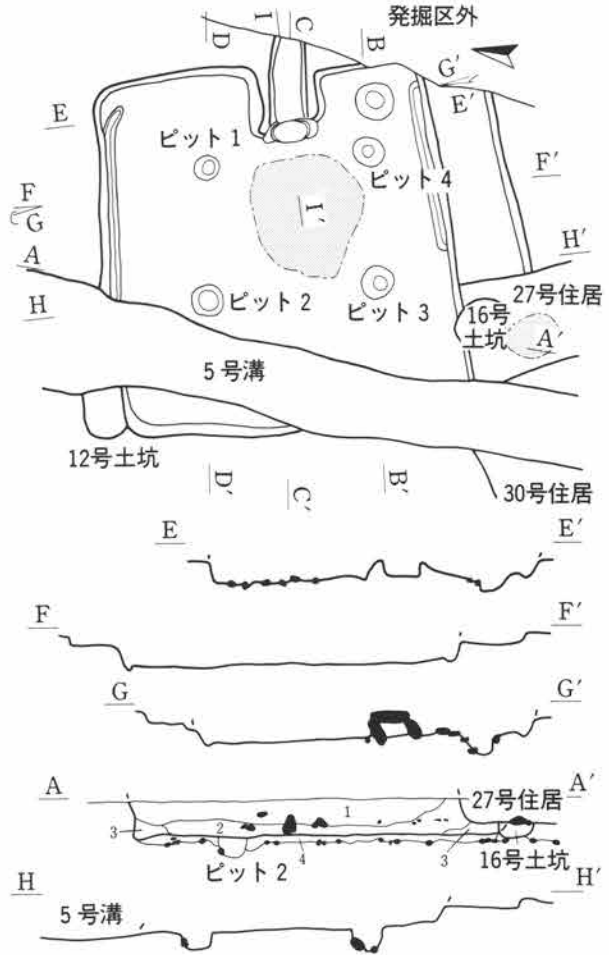 発掘区外
D
I
C
B
G′
E
E′
ピット1
F
G
ピット4
F′
I′
A
H′
H
ピット2
ピット3
27号住居
16号
土坑
A′
5号溝
12号土坑
D′
C′
B′
30号住居
E
E′
F
F′
G
G′
A
27号住居
A′
1
2
3
4
3
ピット2
16号土坑
H
5号溝
H′